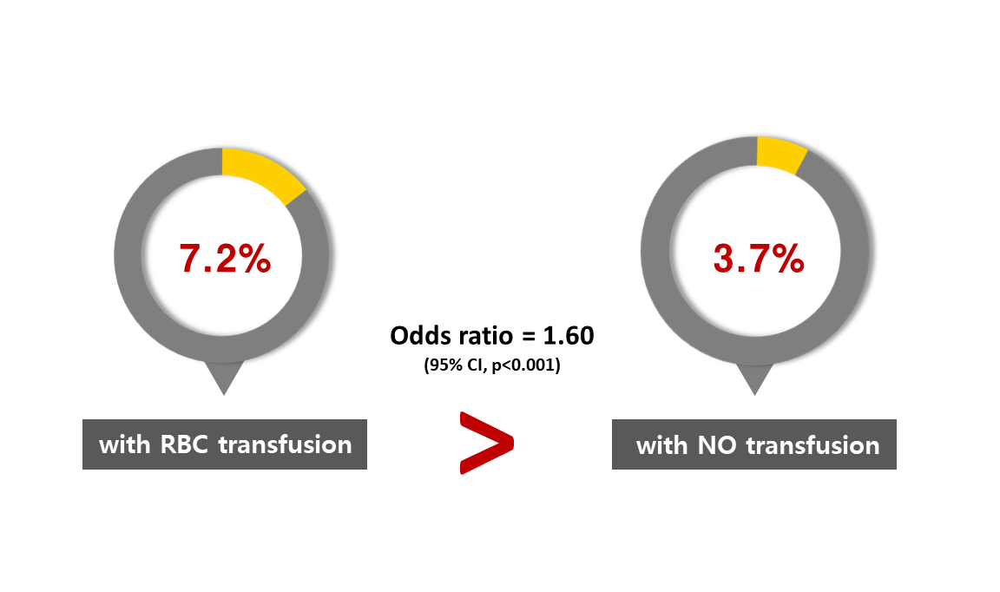 7.2%
3.7%
Odds ratio = 1.60
(95% CI, p<0.001)
>
with RBC transfusion
with NO transfusion